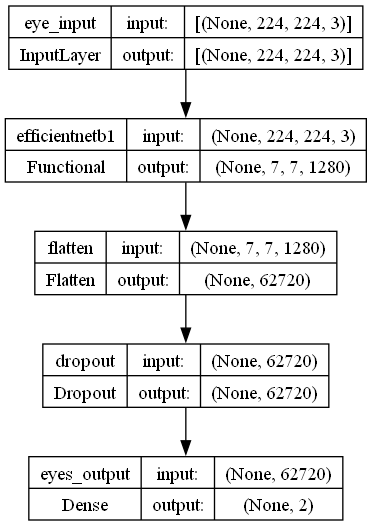 eye_input input: [(None, 224, 224, 3)]
InputLayer output: [(None, 224, 224, 3)]
efficientnetb1 input: (None, 224, 224, 3)
Functional output: (None, 7, 7, 1280)
flatten input: (None, 7, 7, 1280)
Flatten output: (None, 62720)
dropout input: (None, 62720)
Dropout output: (None, 62720)
eyes_output input: (None, 62720)
Dense output: (None, 2)